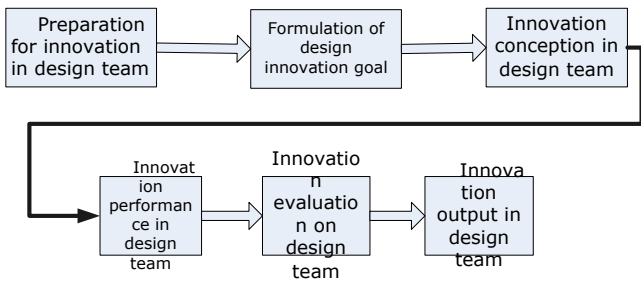 Preparation
for innovation
in design team
Formulation of
design
innovation goal
Innovation
conception in
design team
Innovat
ion
performan
ce in
design
team
Innovatio
n
evaluatio
n on
design
team
Innova
tion
output in
design
team